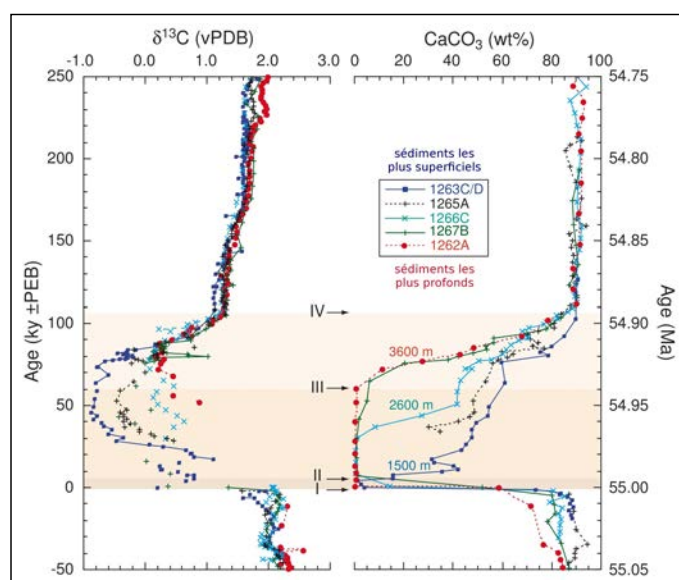 δ¹³C (vPDB)
CaCO₃ (wt%)
-1.0 0.0 1.0 2.0 3.0
0 20 40 60 80 100
250
200
150
100
50
0
-50
Age (ky ±PEB)
sédiments les
plus superficiels
1263C/D
1265A
1266C
1267B
1262A
sédiments les
plus profonds
IV
III
II
I
3600 m
2600 m
1500 m
54.75
54.80
54.85
54.90
54.95
55.00
55.05
Age (Ma)